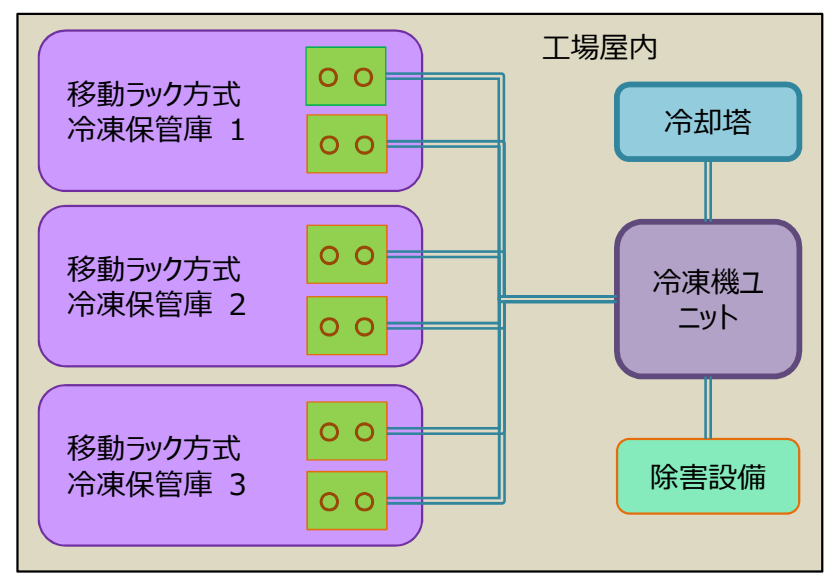 工場屋内
移動ラック方式
冷凍保管庫 1
移動ラック方式
冷凍保管庫 2
移動ラック方式
冷凍保管庫 3
冷却塔
冷凍機ユ
ニット
除害設備